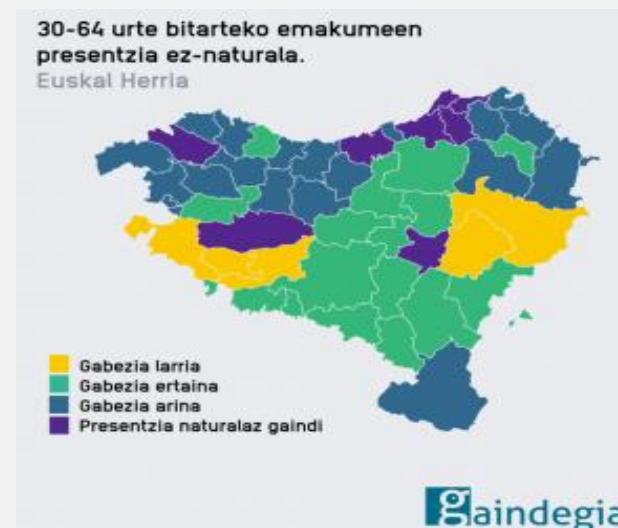 30-64 urte bitarteko emakumeen
presentzia ez-naturala.
Euskal Herria
Gabezia larria
Gabezia ertaina
Gabezia arina
Presentzia naturalaz gaindi
gaindegia